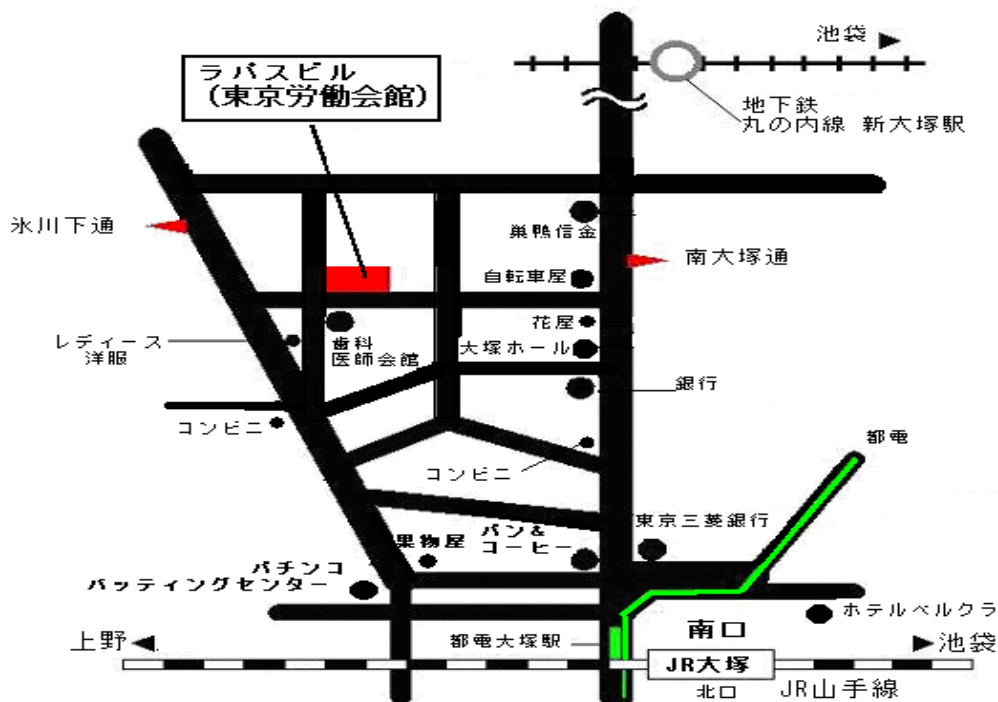 池袋
ラパスビル
（東京労働会館）
地下鉄
丸の内線 新大塚駅
氷川下通
巣鴨信金
南大塚通
自転車屋
花屋
レディース
洋服
歯科
医師会館
大塚ホール
銀行
コンビニ
都電
コンビニ
東京三菱銀行
パン&
コーヒー
果物屋
パチンコ
バッティングセンター
ホテルベルクラ
南口
都電大塚駅
上野
池袋
JR大塚
北口
JR山手線